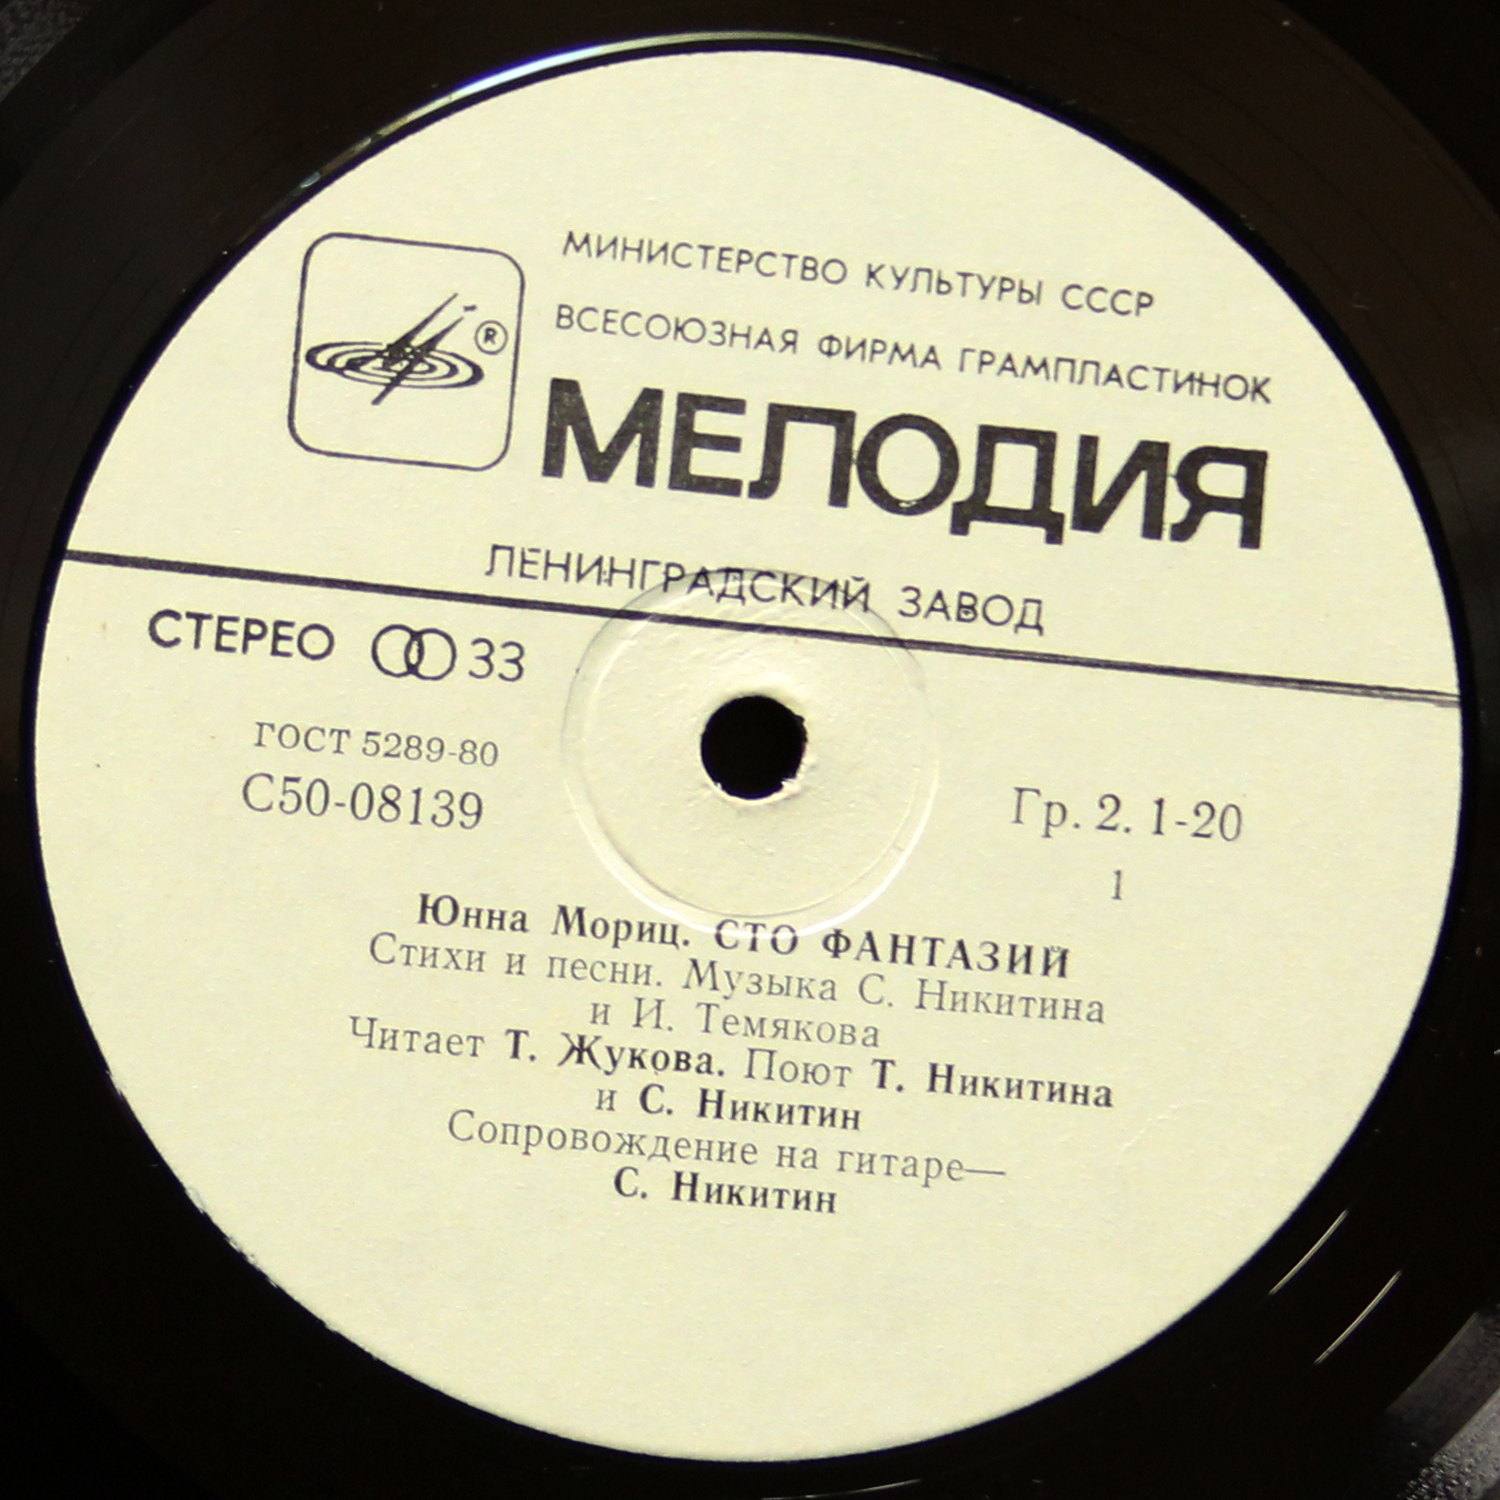 МИНИСТЕРСТВО КУЛЬТУРЫ СССР
ВСЕСОЮЗНАЯ ФИРМА ГРАМПЛАСТИНОК
®
МЕЛОДИЯ
ЛЕНИНГРАДСКИЙ ЗАВОД
СТЕРЕО 33
ГОСТ 5289-80
С50-08139
Гр. 2. 1-20
1
Юнна Мориц. СТО ФАНТАЗИЙ
Стихи и песни. Музыка С. Никитина
и И. Темякова
Читает Т. Жукова. Поют Т. Никитина
и С. Никитин
Сопровождение на гитаре—
С. Никитин